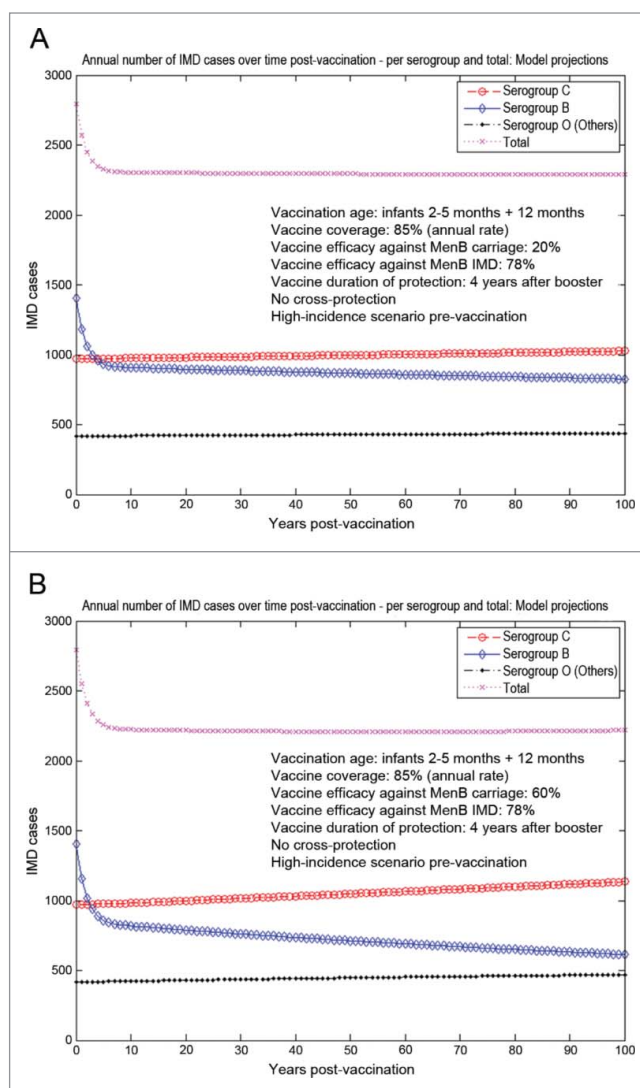 A
Annual number of IMD cases over time post-vaccination - per serogroup and total: Model projections
3000
2500
2000
1500
1000
500
0
IMD cases
Serogroup C
Serogroup B
Serogroup O (Others)
Total
Vaccination age: infants 2-5 months + 12 months
Vaccine coverage: 85% (annual rate)
Vaccine efficacy against MenB carriage: 20%
Vaccine efficacy against MenB IMD: 78%
Vaccine duration of protection: 4 years after booster
No cross-protection
High-incidence scenario pre-vaccination
0 10 20 30 40 50 60 70 80 90 100
Years post-vaccination
B
Annual number of IMD cases over time post-vaccination - per serogroup and total: Model projections
3000
2500
2000
1500
1000
500
0
IMD cases
Serogroup C
Serogroup B
Serogroup O (Others)
Total
Vaccination age: infants 2-5 months + 12 months
Vaccine coverage: 85% (annual rate)
Vaccine efficacy against MenB carriage: 60%
Vaccine efficacy against MenB IMD: 78%
Vaccine duration of protection: 4 years after booster
No cross-protection
High-incidence scenario pre-vaccination
0 10 20 30 40 50 60 70 80 90 100
Years post-vaccination